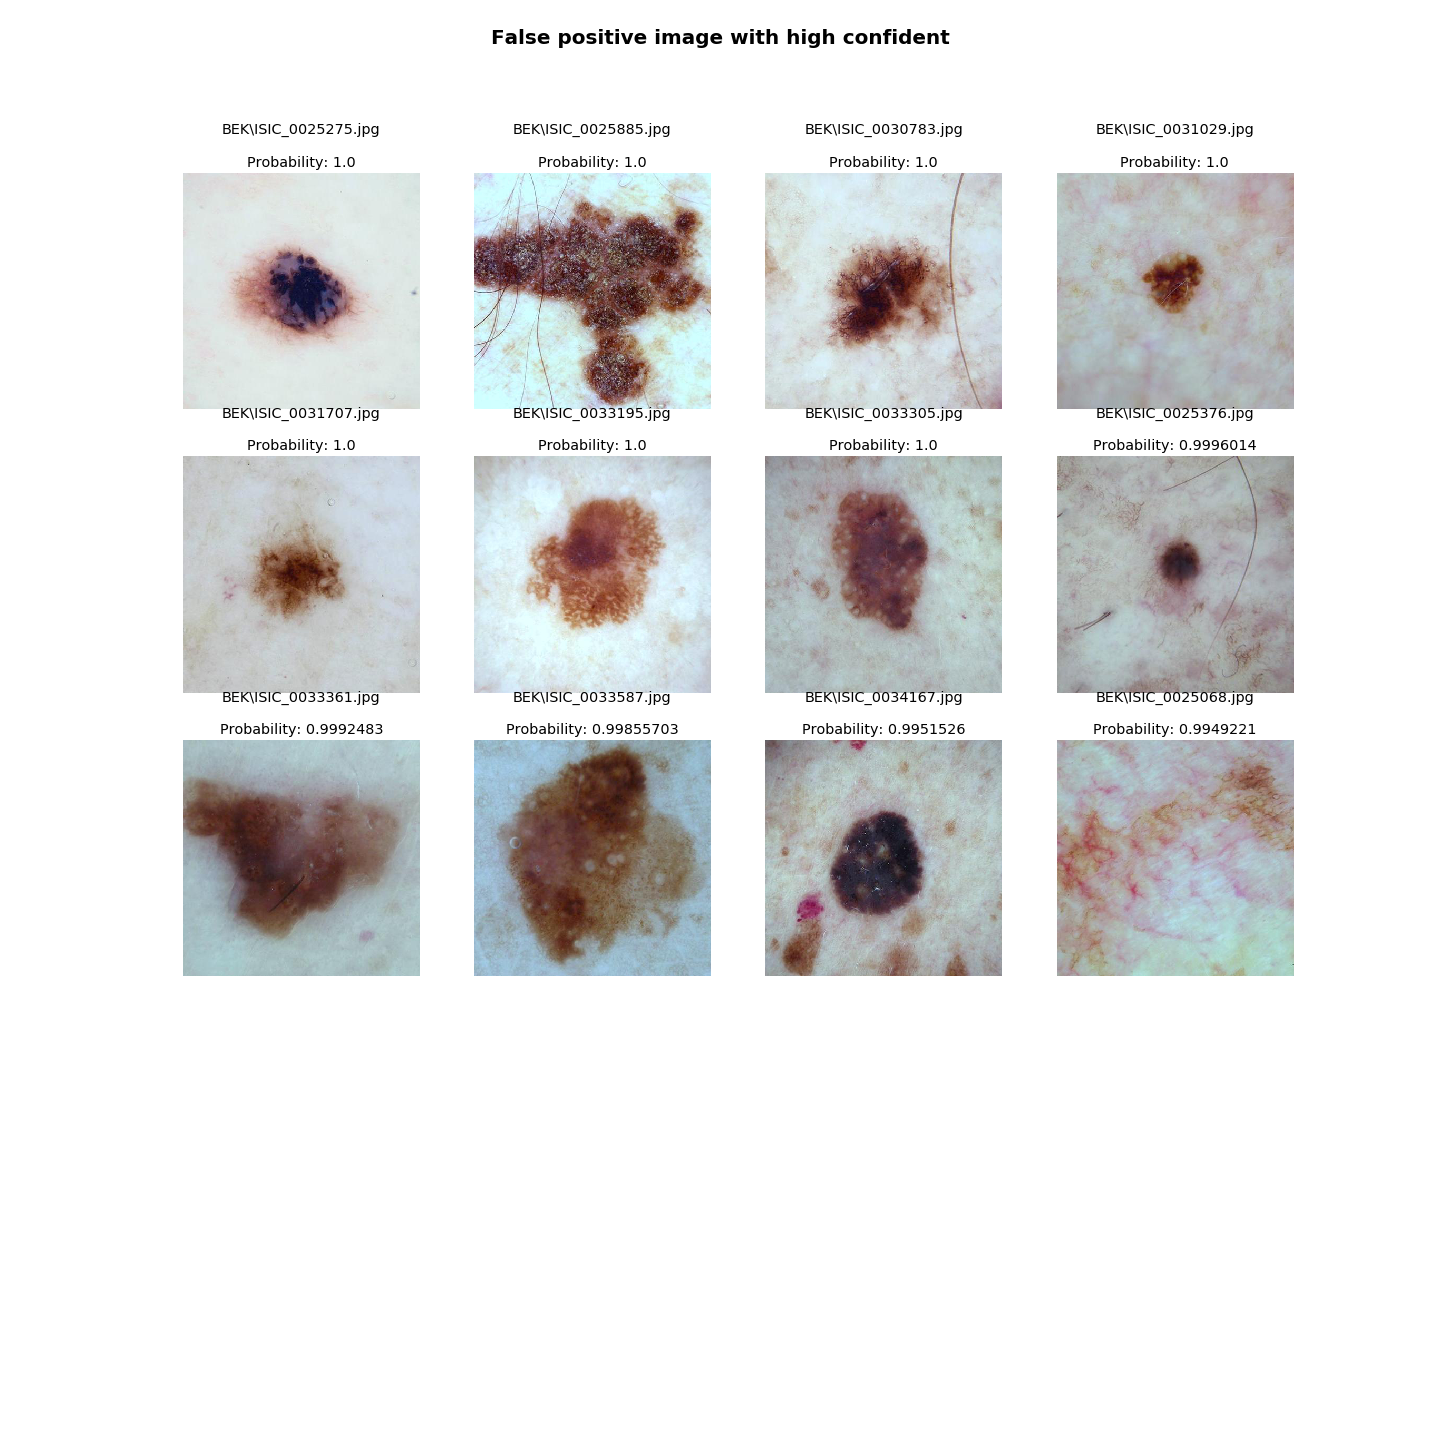 False positive image with high confident
BEK\ISIC_0025275.jpg
Probability: 1.0
BEK\ISIC_0025885.jpg
Probability: 1.0
BEK\ISIC_0030783.jpg
Probability: 1.0
BEK\ISIC_0031029.jpg
Probability: 1.0
BEK\ISIC_0031707.jpg
Probability: 1.0
BEK\ISIC_0033195.jpg
Probability: 1.0
BEK\ISIC_0033305.jpg
Probability: 1.0
BEK\ISIC_0025376.jpg
Probability: 0.9996014
BEK\ISIC_0033361.jpg
Probability: 0.9992483
BEK\ISIC_0033587.jpg
Probability: 0.99855703
BEK\ISIC_0034167.jpg
Probability: 0.9951526
BEK\ISIC_0025068.jpg
Probability: 0.9949221